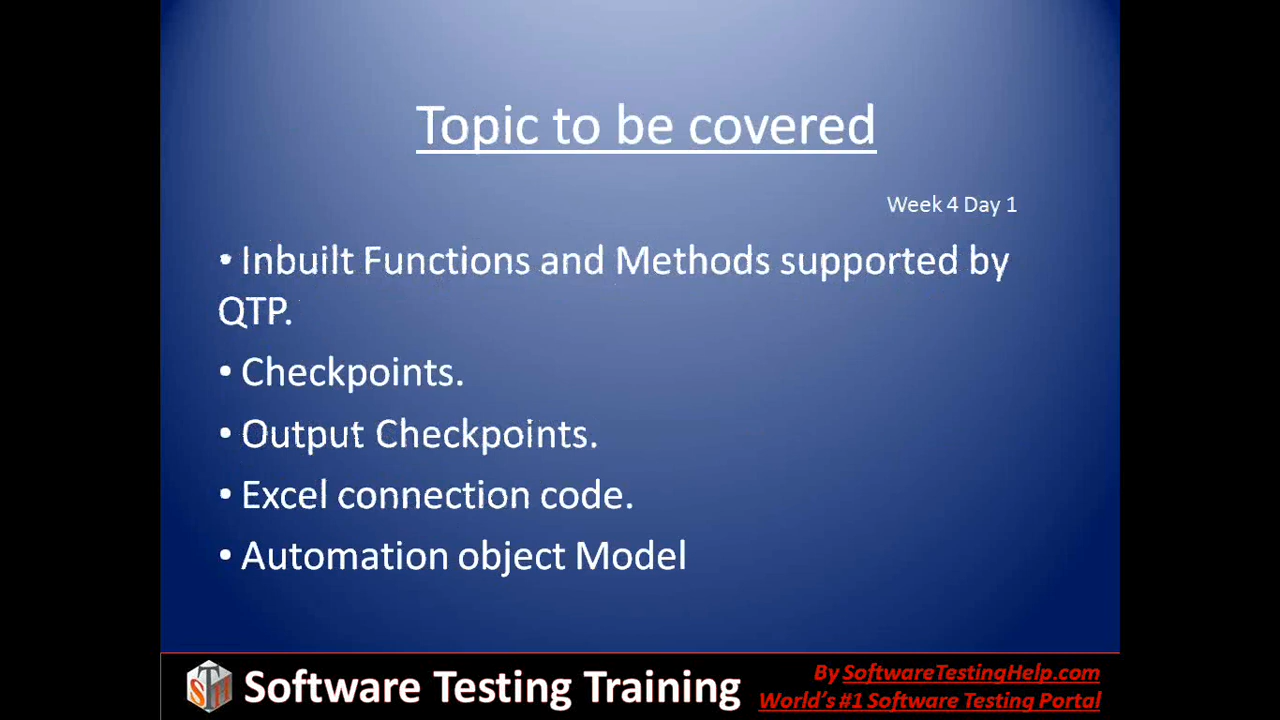 Topic to be covered
Week 4 Day 1
• Inbuilt Functions and Methods supported by
QTP.
• Checkpoints.
• Output Checkpoints.
• Excel connection code.
• Automation object Model
STH
Software Testing Training
By SoftwareTestingHelp.com
World's #1 Software Testing Portal